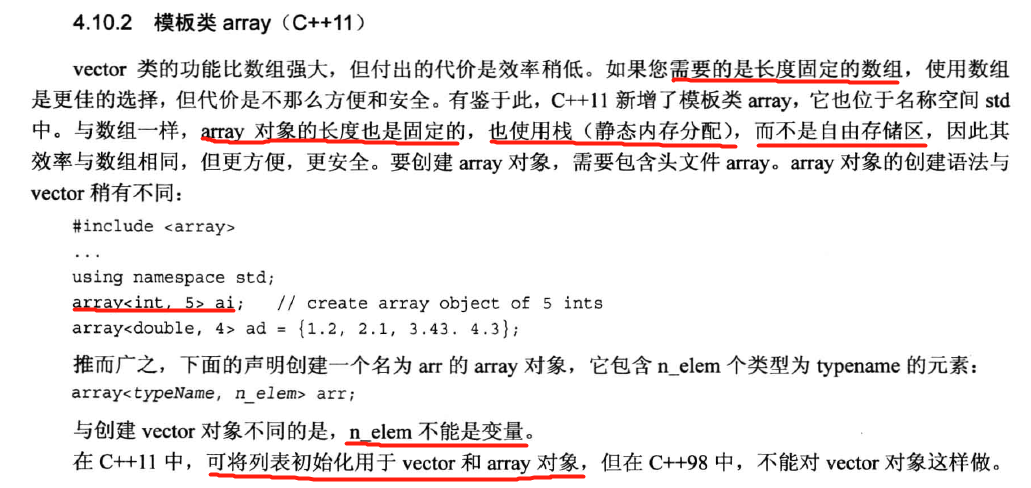 4.10.2 模板类 array（C++11）
vector 类的功能比数组强大，但付出的代价是效率稍低。如果您需要的是长度固定的数组，使用数组
是更佳的选择，但代价是不那么方便和安全。有鉴于此，C++11 新增了模板类 array，它也位于名称空间 std
中。与数组一样，array 对象的长度也是固定的，也使用栈（静态内存分配），而不是自由存储区，因此其
效率与数组相同，但更方便，更安全。要创建 array 对象，需要包含头文件 array。array 对象的创建语法与
vector 稍有不同：
#include <array>
...
using namespace std;
array<int, 5> ai;   // create array object of 5 ints
array<double, 4> ad = {1.2, 2.1, 3.43. 4.3};
推而广之，下面的声明创建一个名为 arr 的 array 对象，它包含 n_elem 个类型为 typename 的元素：
array<typeName, n_elem> arr;
与创建 vector 对象不同的是，n_elem 不能是变量。
在 C++11 中，可将列表初始化用于 vector 和 array 对象，但在 C++98 中，不能对 vector 对象这样做。